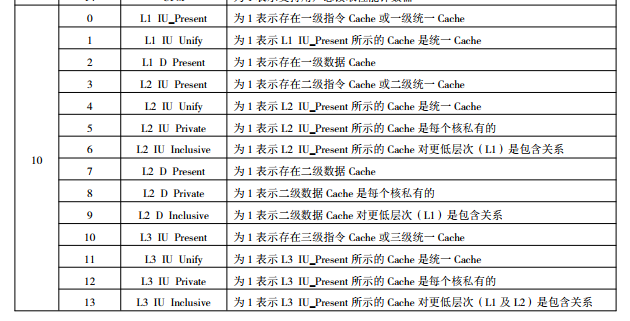 0 L1 IU_Present 为 1 表示存在一级指令 Cache 或一级统一 Cache
1 L1 IU Unify 为 1 表示 L1 IU_Present 所示的 Cache 是统一 Cache
2 L1 D Present 为 1 表示存在一级数据 Cache
3 L2 IU Present 为 1 表示存在二级指令 Cache 或二级统一 Cache
4 L2 IU Unify 为 1 表示 L2 IU_Present 所示的 Cache 是统一 Cache
5 L2 IU Private 为 1 表示 L2 IU_Present 所示的 Cache 是每个核私有的
6 L2 IU Inclusive 为 1 表示 L2 IU_Present 所示的 Cache 对更低层次（L1）是包含关系
10
7 L2 D Present 为 1 表示存在二级数据 Cache
8 L2 D Private 为 1 表示二级数据 Cache 是每个核私有的
9 L2 D Inclusive 为 1 表示二级数据 Cache 对更低层次（L1）是包含关系
10 L3 IU Present 为 1 表示存在三级指令 Cache 或三级统一 Cache
11 L3 IU Unify 为 1 表示 L3 IU_Present 所示的 Cache 是统一 Cache
12 L3 IU Private 为 1 表示 L3 IU_Present 所示的 Cache 是每个核私有的
13 L3 IU Inclusive 为 1 表示 L3 IU_Present 所示的 Cache 对更低层次（L1 及 L2）是包含关系